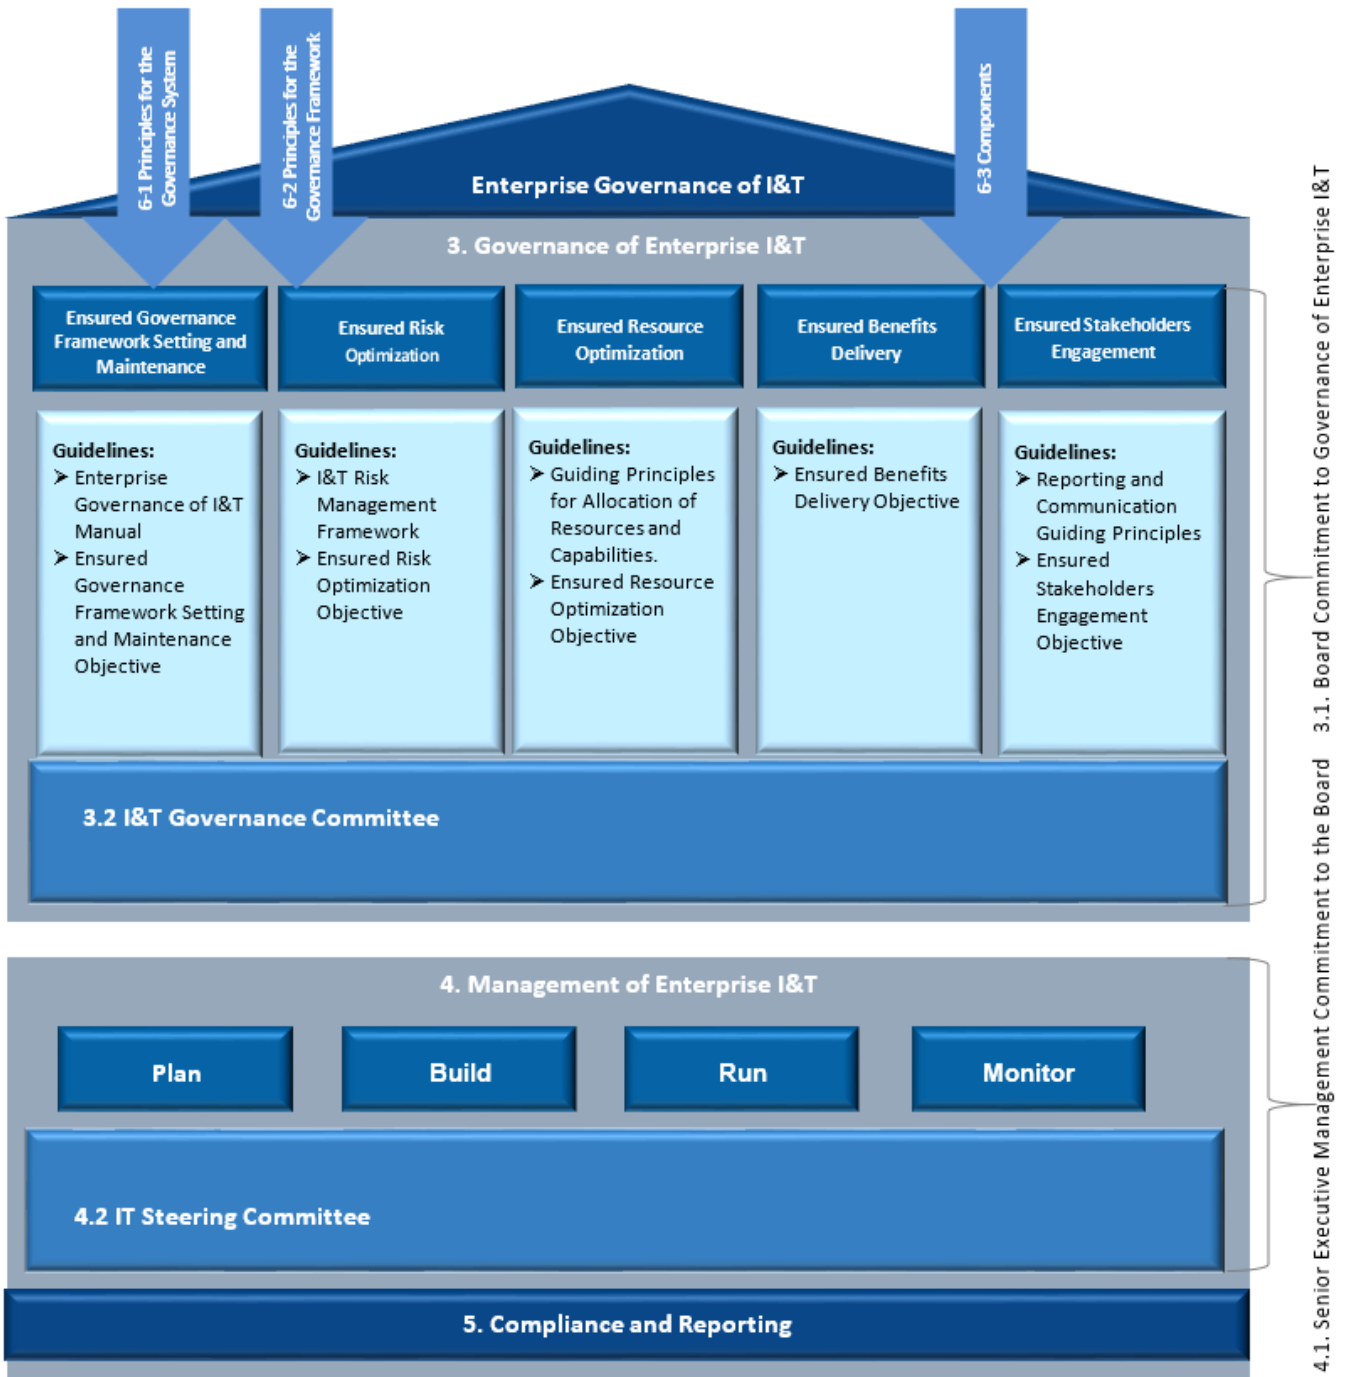 6-1 Principles for the
Governance System
6-2 Principles for the
Governance Framework
6-3 Components
Enterprise Governance of I&T
3. Governance of Enterprise I&T
Ensured Governance
Framework Setting and
Maintenance
Ensured Risk
Optimization
Ensured Resource
Optimization
Ensured Benefits
Delivery
Ensured Stakeholders
Engagement
Guidelines:
➢ Enterprise
Governance of I&T
Manual
➢ Ensured
Governance
Framework Setting
and Maintenance
Objective
Guidelines:
➢ I&T Risk
Management
Framework
➢ Ensured Risk
Optimization
Objective
Guidelines:
➢ Guiding Principles
for Allocation of
Resources and
Capabilities.
➢ Ensured Resource
Optimization
Objective
Guidelines:
➢ Ensured Benefits
Delivery Objective
Guidelines:
➢ Reporting and
Communication
Guiding Principles
➢ Ensured
Stakeholders
Engagement
Objective
3.2 I&T Governance Committee
3.1. Board Commitment to Governance of Enterprise I&T
4. Management of Enterprise I&T
Plan
Build
Run
Monitor
4.2 IT Steering Committee
4.1. Senior Executive Management Commitment to the Board
5. Compliance and Reporting